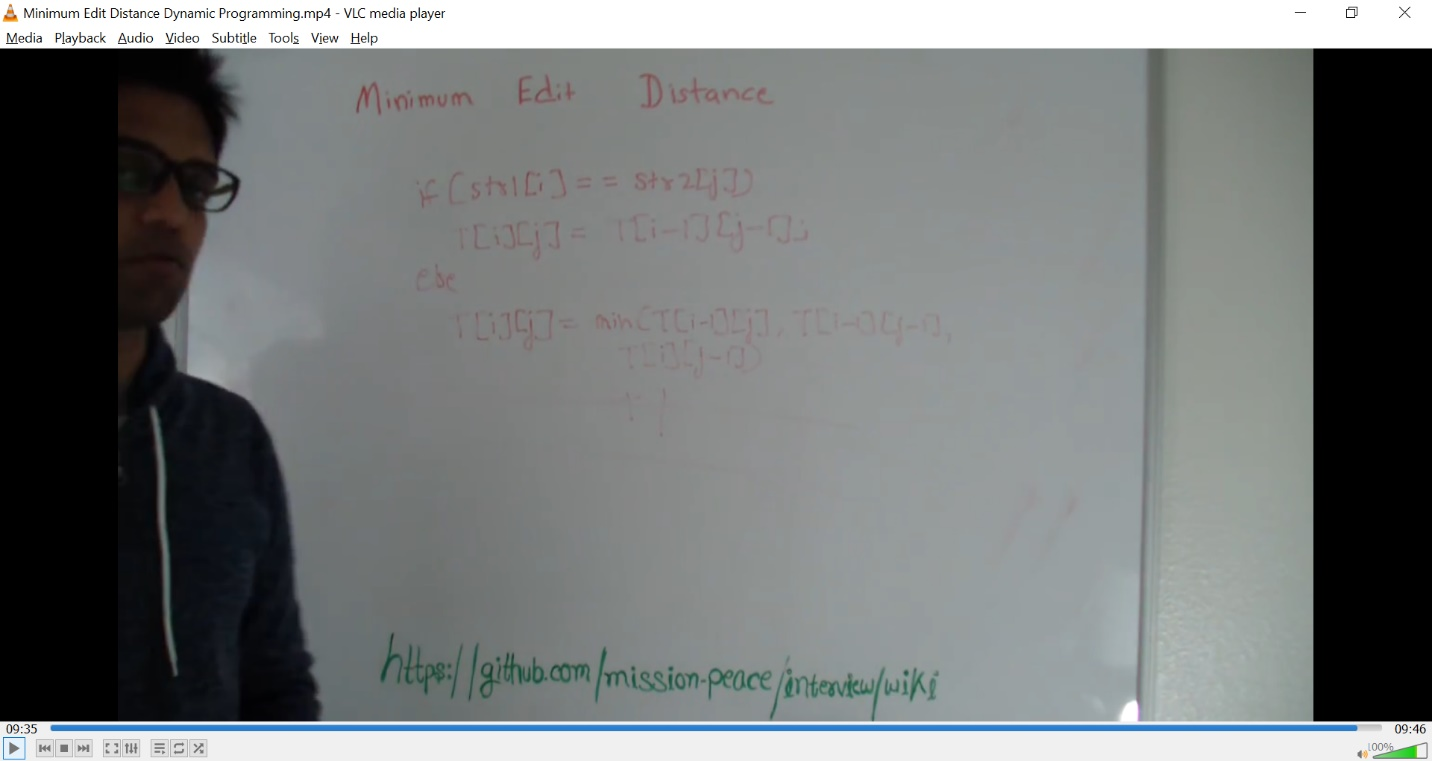 Minimum Edit Distance Dynamic Programming.mp4 - VLC media player
Media Playback Audio Video Subtitle Tools View Help
Minimum Edit Distance
if (str1[i] == str2[j])
T[i][j] = T[i-1][j-1];
else
T[i][j] = min(T[i-1][j], T[i-1][j-1],
T[i][j-1])
https://github.com/mission-peace/interview/wiki
09:35 09:46
100%